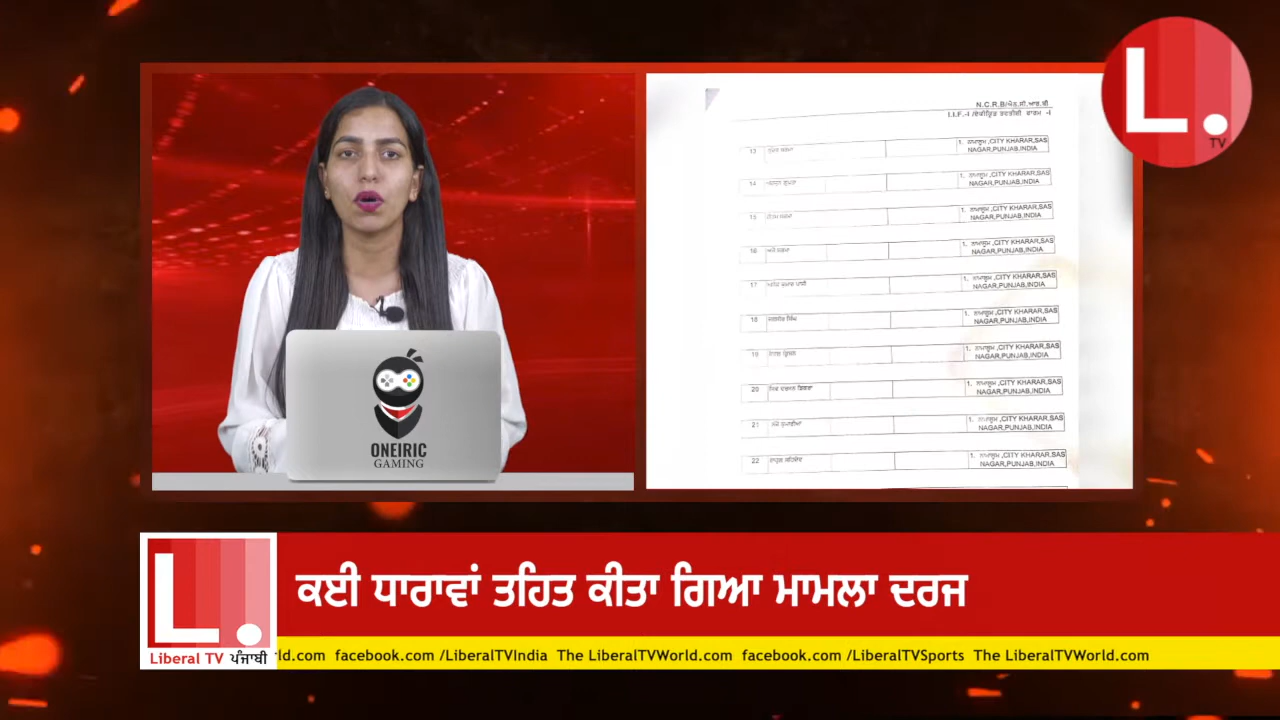 L.
TV
N.C.R.B/ਐਨ.ਸੀ.ਆਰ.ਬੀ
13
1. ਨਾਮਾਲੂਮ ,CITY KHARAR,SAS
NAGAR,PUNJAB,INDIA
14
1. ਨਾਮਾਲੂਮ ,CITY KHARAR,SAS
NAGAR,PUNJAB,INDIA
15
1. ਨਾਮਾਲੂਮ ,CITY KHARAR,SAS
NAGAR,PUNJAB,INDIA
16
1. ਨਾਮਾਲੂਮ ,CITY KHARAR,SAS
NAGAR,PUNJAB,INDIA
17
1. ਨਾਮਾਲੂਮ ,CITY KHARAR,SAS
NAGAR,PUNJAB,INDIA
18
1. ਨਾਮਾਲੂਮ ,CITY KHARAR,SAS
NAGAR,PUNJAB,INDIA
19
1. ਨਾਮਾਲੂਮ ,CITY KHARAR,SAS
NAGAR,PUNJAB,INDIA
20
1. ਨਾਮਾਲੂਮ ,CITY KHARAR,SAS
NAGAR,PUNJAB,INDIA
21
1. ਨਾਮਾਲੂਮ ,CITY KHARAR,SAS
NAGAR,PUNJAB,INDIA
22
1. ਨਾਮਾਲੂਮ ,CITY KHARAR,SAS
NAGAR,PUNJAB,INDIA
ONEIRIC
GAMING
ਕਈ ਧਾਰਾਵਾਂ ਤਹਿਤ ਕੀਤਾ ਗਿਆ ਮਾਮਲਾ ਦਰਜ
L.
Liberal TV ਪੰਜਾਬੀ
ld.com facebook.com /LiberalTVIndia The LiberalTVWorld.com facebook.com /LiberalTVSports The LiberalTVWorld.com